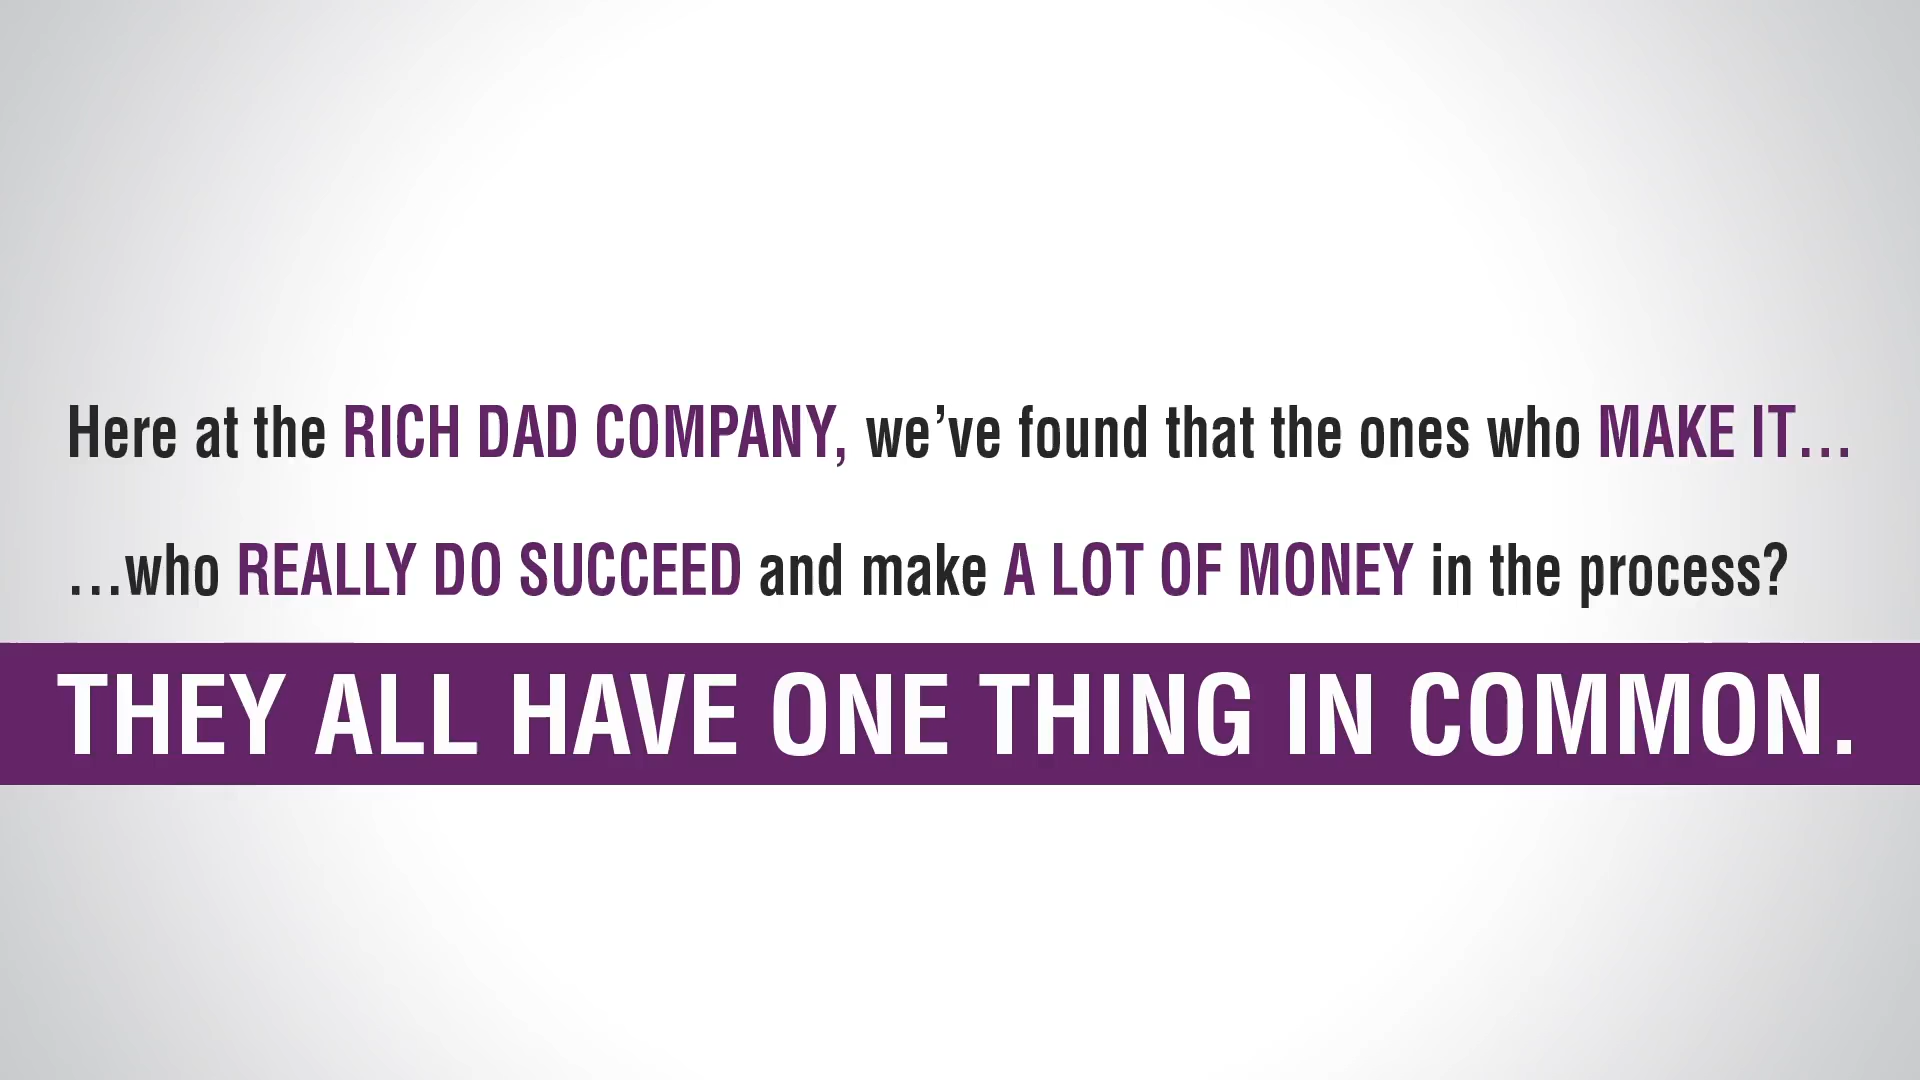 Here at the RICH DAD COMPANY, we’ve found that the ones who MAKE IT...
...who REALLY DO SUCCEED and make A LOT OF MONEY in the process?
THEY ALL HAVE ONE THING IN COMMON.